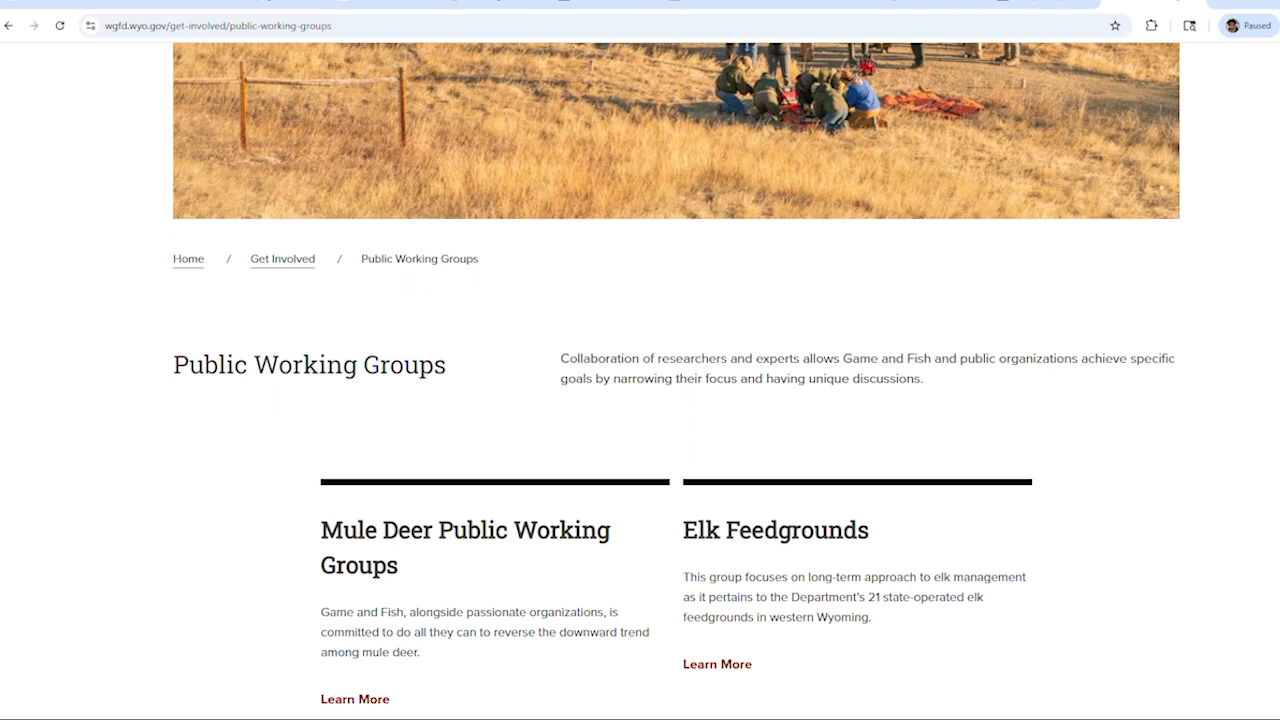 wgfd.wyo.gov/get-involved/public-working-groups
Paused
Home / Get Involved / Public Working Groups
Public Working Groups
Collaboration of researchers and experts allows Game and Fish and public organizations achieve specific
goals by narrowing their focus and having unique discussions.
Mule Deer Public Working
Groups
Game and Fish, alongside passionate organizations, is
committed to do all they can to reverse the downward trend
among mule deer.
Learn More
Elk Feedgrounds
This group focuses on long-term approach to elk management
as it pertains to the Department's 21 state-operated elk
feedgrounds in western Wyoming.
Learn More